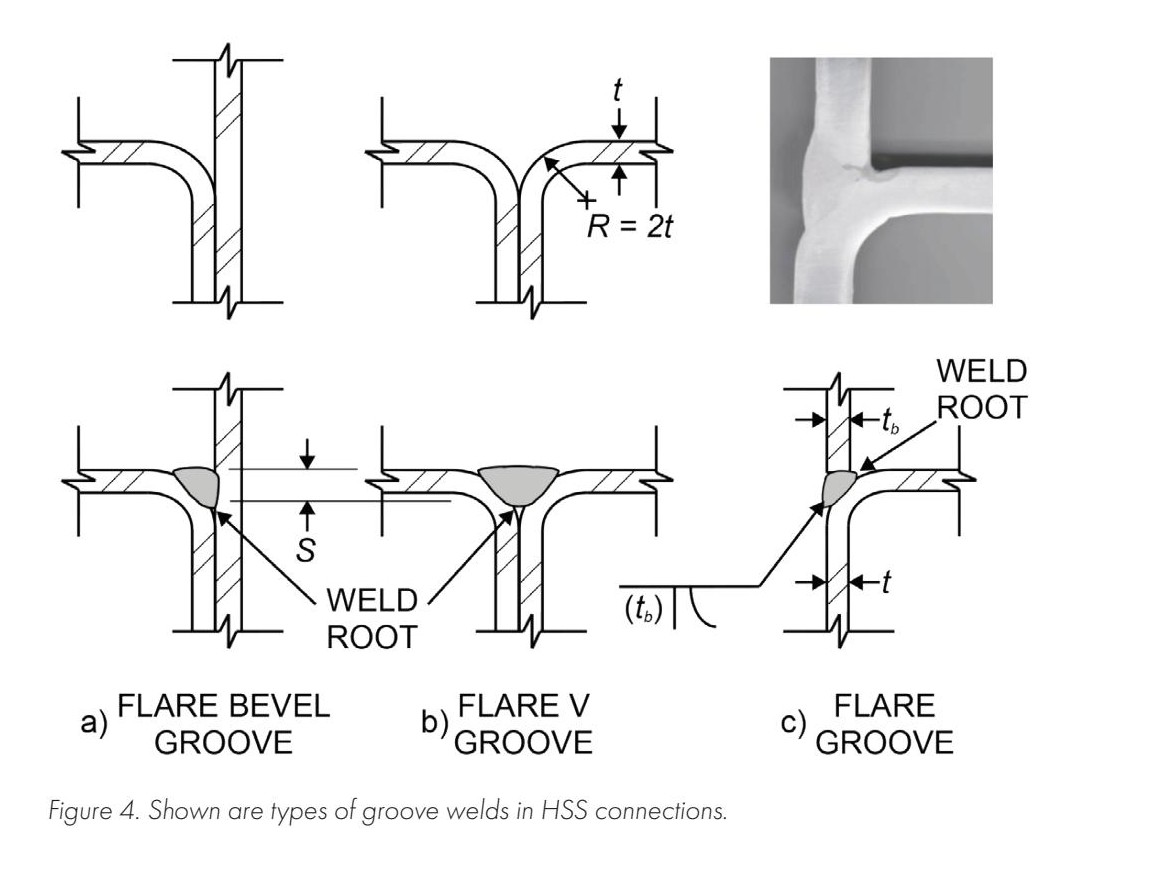 t
R = 2t
WELD
ROOT
t_b
S
WELD
ROOT
(t_b)
t
a) FLARE BEVEL
GROOVE
b) FLARE V
GROOVE
c) FLARE
GROOVE
Figure 4. Shown are types of groove welds in HSS connections.